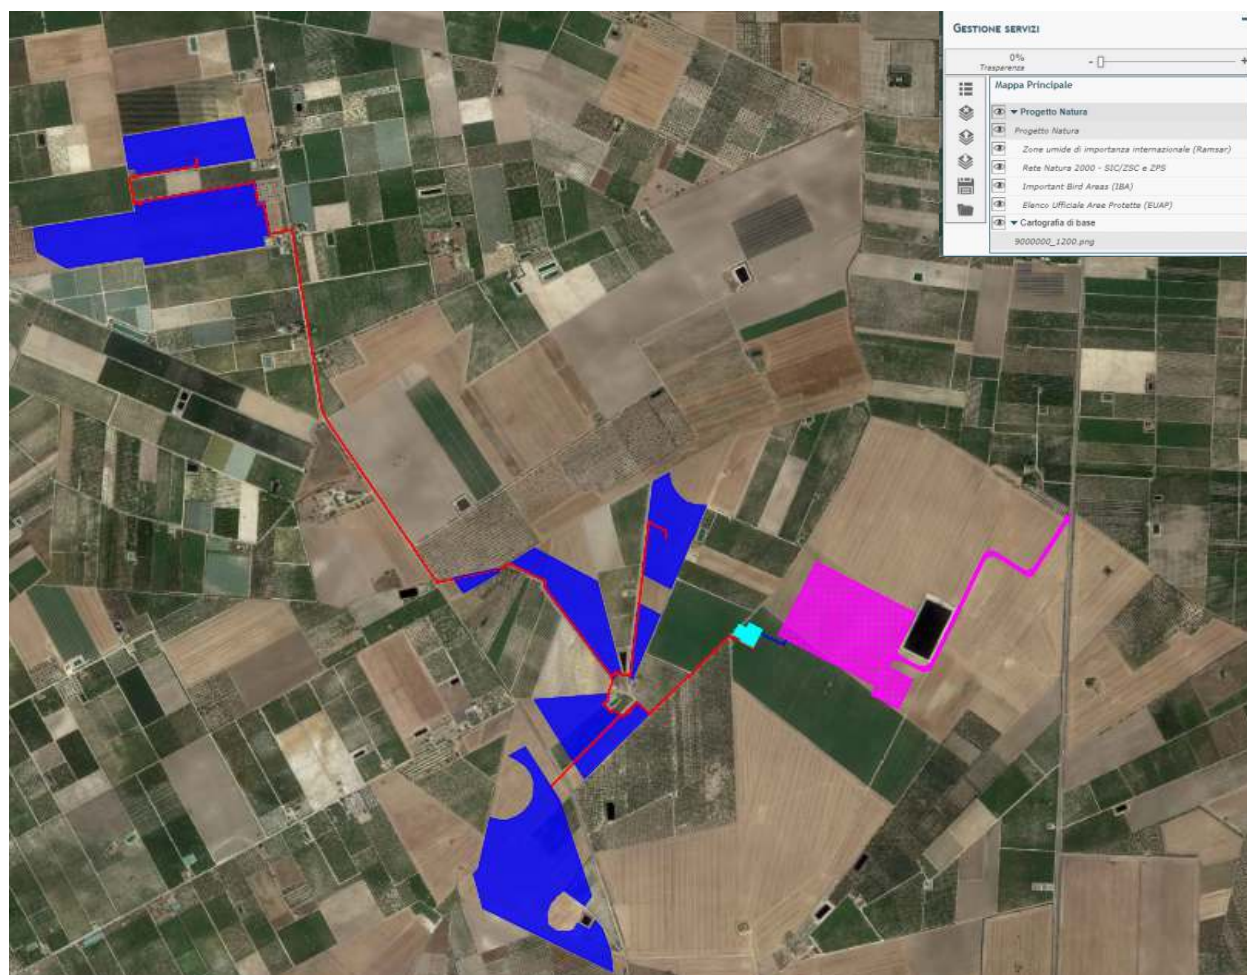 GESTIONE SERVIZI
0%
Trasparenza
- +
Mappa Principale
Progetto Natura
Progetto Natura
Zone umide di importanza internazionale (Ramsar)
Rete Natura 2000 - SIC/ZSC e ZPS
Important Bird Areas (IBA)
Elenco Ufficiale Aree Protette (EUAP)
Cartografia di base
9000000_1200.png